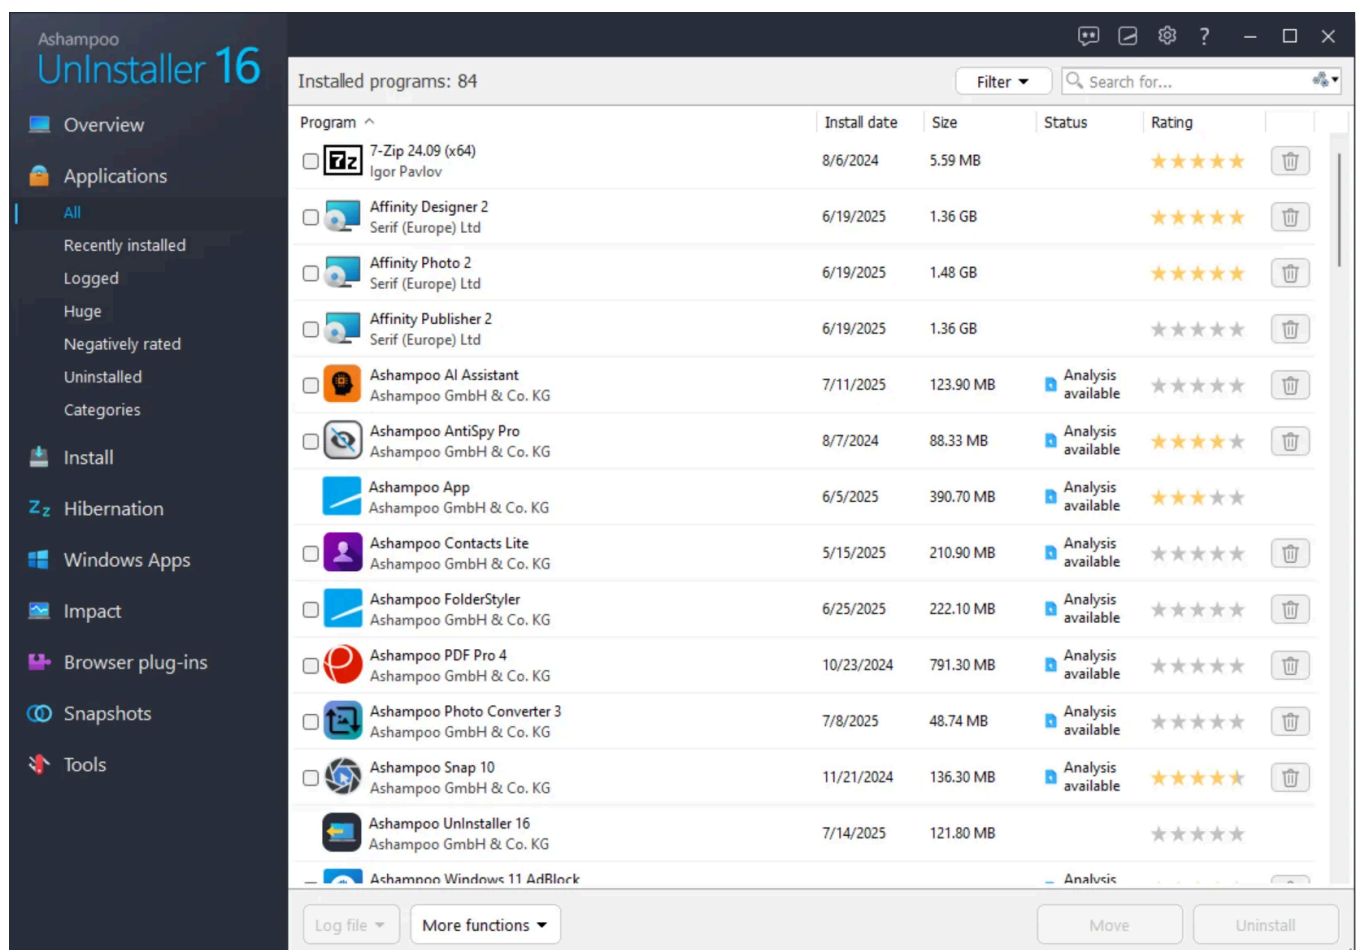 Ashampoo
UnInstaller 16
Overview
Applications
All
Recently installed
Logged
Huge
Negatively rated
Uninstalled
Categories
Install
Zz Hibernation
Windows Apps
Impact
Browser plug-ins
Snapshots
Tools
?
Installed programs: 84
Filter
Search for...
Program Install date Size Status Rating
7z
7-Zip 24.09 (x64)
Igor Pavlov
8/6/2024 5.59 MB
Affinity Designer 2
Serif (Europe) Ltd
6/19/2025 1.36 GB
Affinity Photo 2
Serif (Europe) Ltd
6/19/2025 1.48 GB
Affinity Publisher 2
Serif (Europe) Ltd
6/19/2025 1.36 GB
Ashampoo AI Assistant
Ashampoo GmbH & Co. KG
7/11/2025 123.90 MB
Analysis
available
Ashampoo AntiSpy Pro
Ashampoo GmbH & Co. KG
8/7/2024 88.33 MB
Analysis
available
Ashampoo App
Ashampoo GmbH & Co. KG
6/5/2025 390.70 MB
Analysis
available
Ashampoo Contacts Lite
Ashampoo GmbH & Co. KG
5/15/2025 210.90 MB
Analysis
available
Ashampoo FolderStyler
Ashampoo GmbH & Co. KG
6/25/2025 222.10 MB
Analysis
available
Ashampoo PDF Pro 4
Ashampoo GmbH & Co. KG
10/23/2024 791.30 MB
Analysis
available
Ashampoo Photo Converter 3
Ashampoo GmbH & Co. KG
7/8/2025 48.74 MB
Analysis
available
Ashampoo Snap 10
Ashampoo GmbH & Co. KG
11/21/2024 136.30 MB
Analysis
available
Ashampoo UnInstaller 16
Ashampoo GmbH & Co. KG
7/14/2025 121.80 MB
Ashampoo Windows 11 AdBlock
Analysis
Log file
More functions
Move
Uninstall